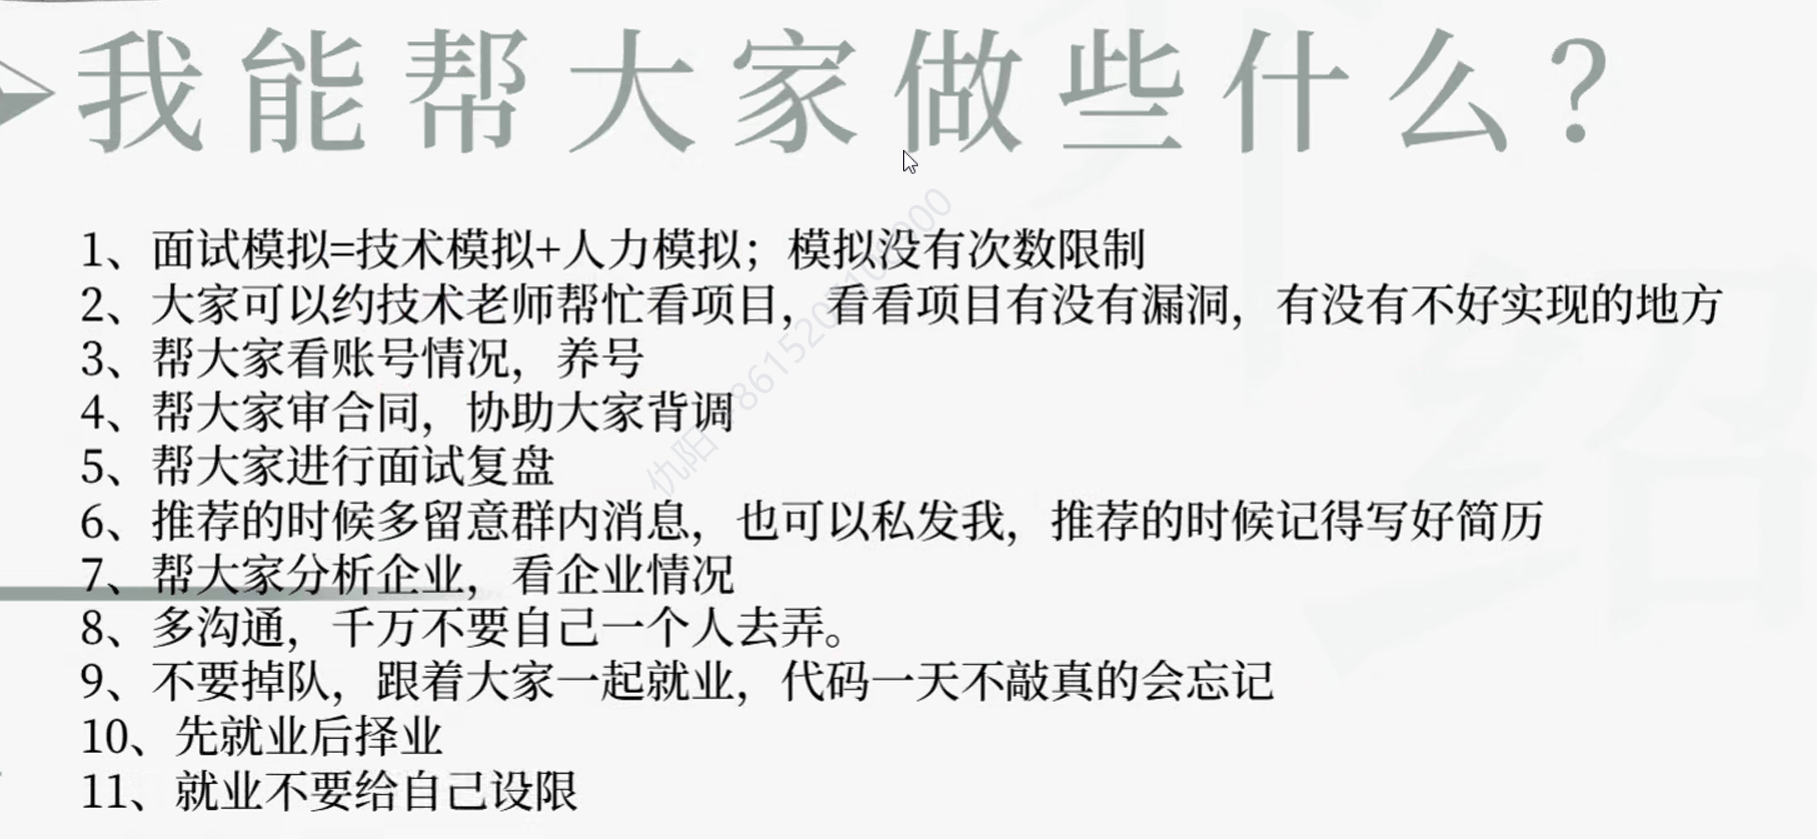 我能帮大家做些什么？
1、面试模拟=技术模拟+人力模拟；模拟没有次数限制
2、大家可以约技术老师帮忙看项目，看看项目有没有漏洞，有没有不好实现的地方
3、帮大家看账号情况，养号
4、帮大家审合同，协助大家背调
5、帮大家进行面试复盘
6、推荐的时候多留意群内消息，也可以私发我，推荐的时候记得写好简历
7、帮大家分析企业，看企业情况
8、多沟通，千万不要自己一个人去弄。
9、不要掉队，跟着大家一起就业，代码一天不敲真的会忘记
10、先就业后择业
11、就业不要给自己设限
仇阳
绍